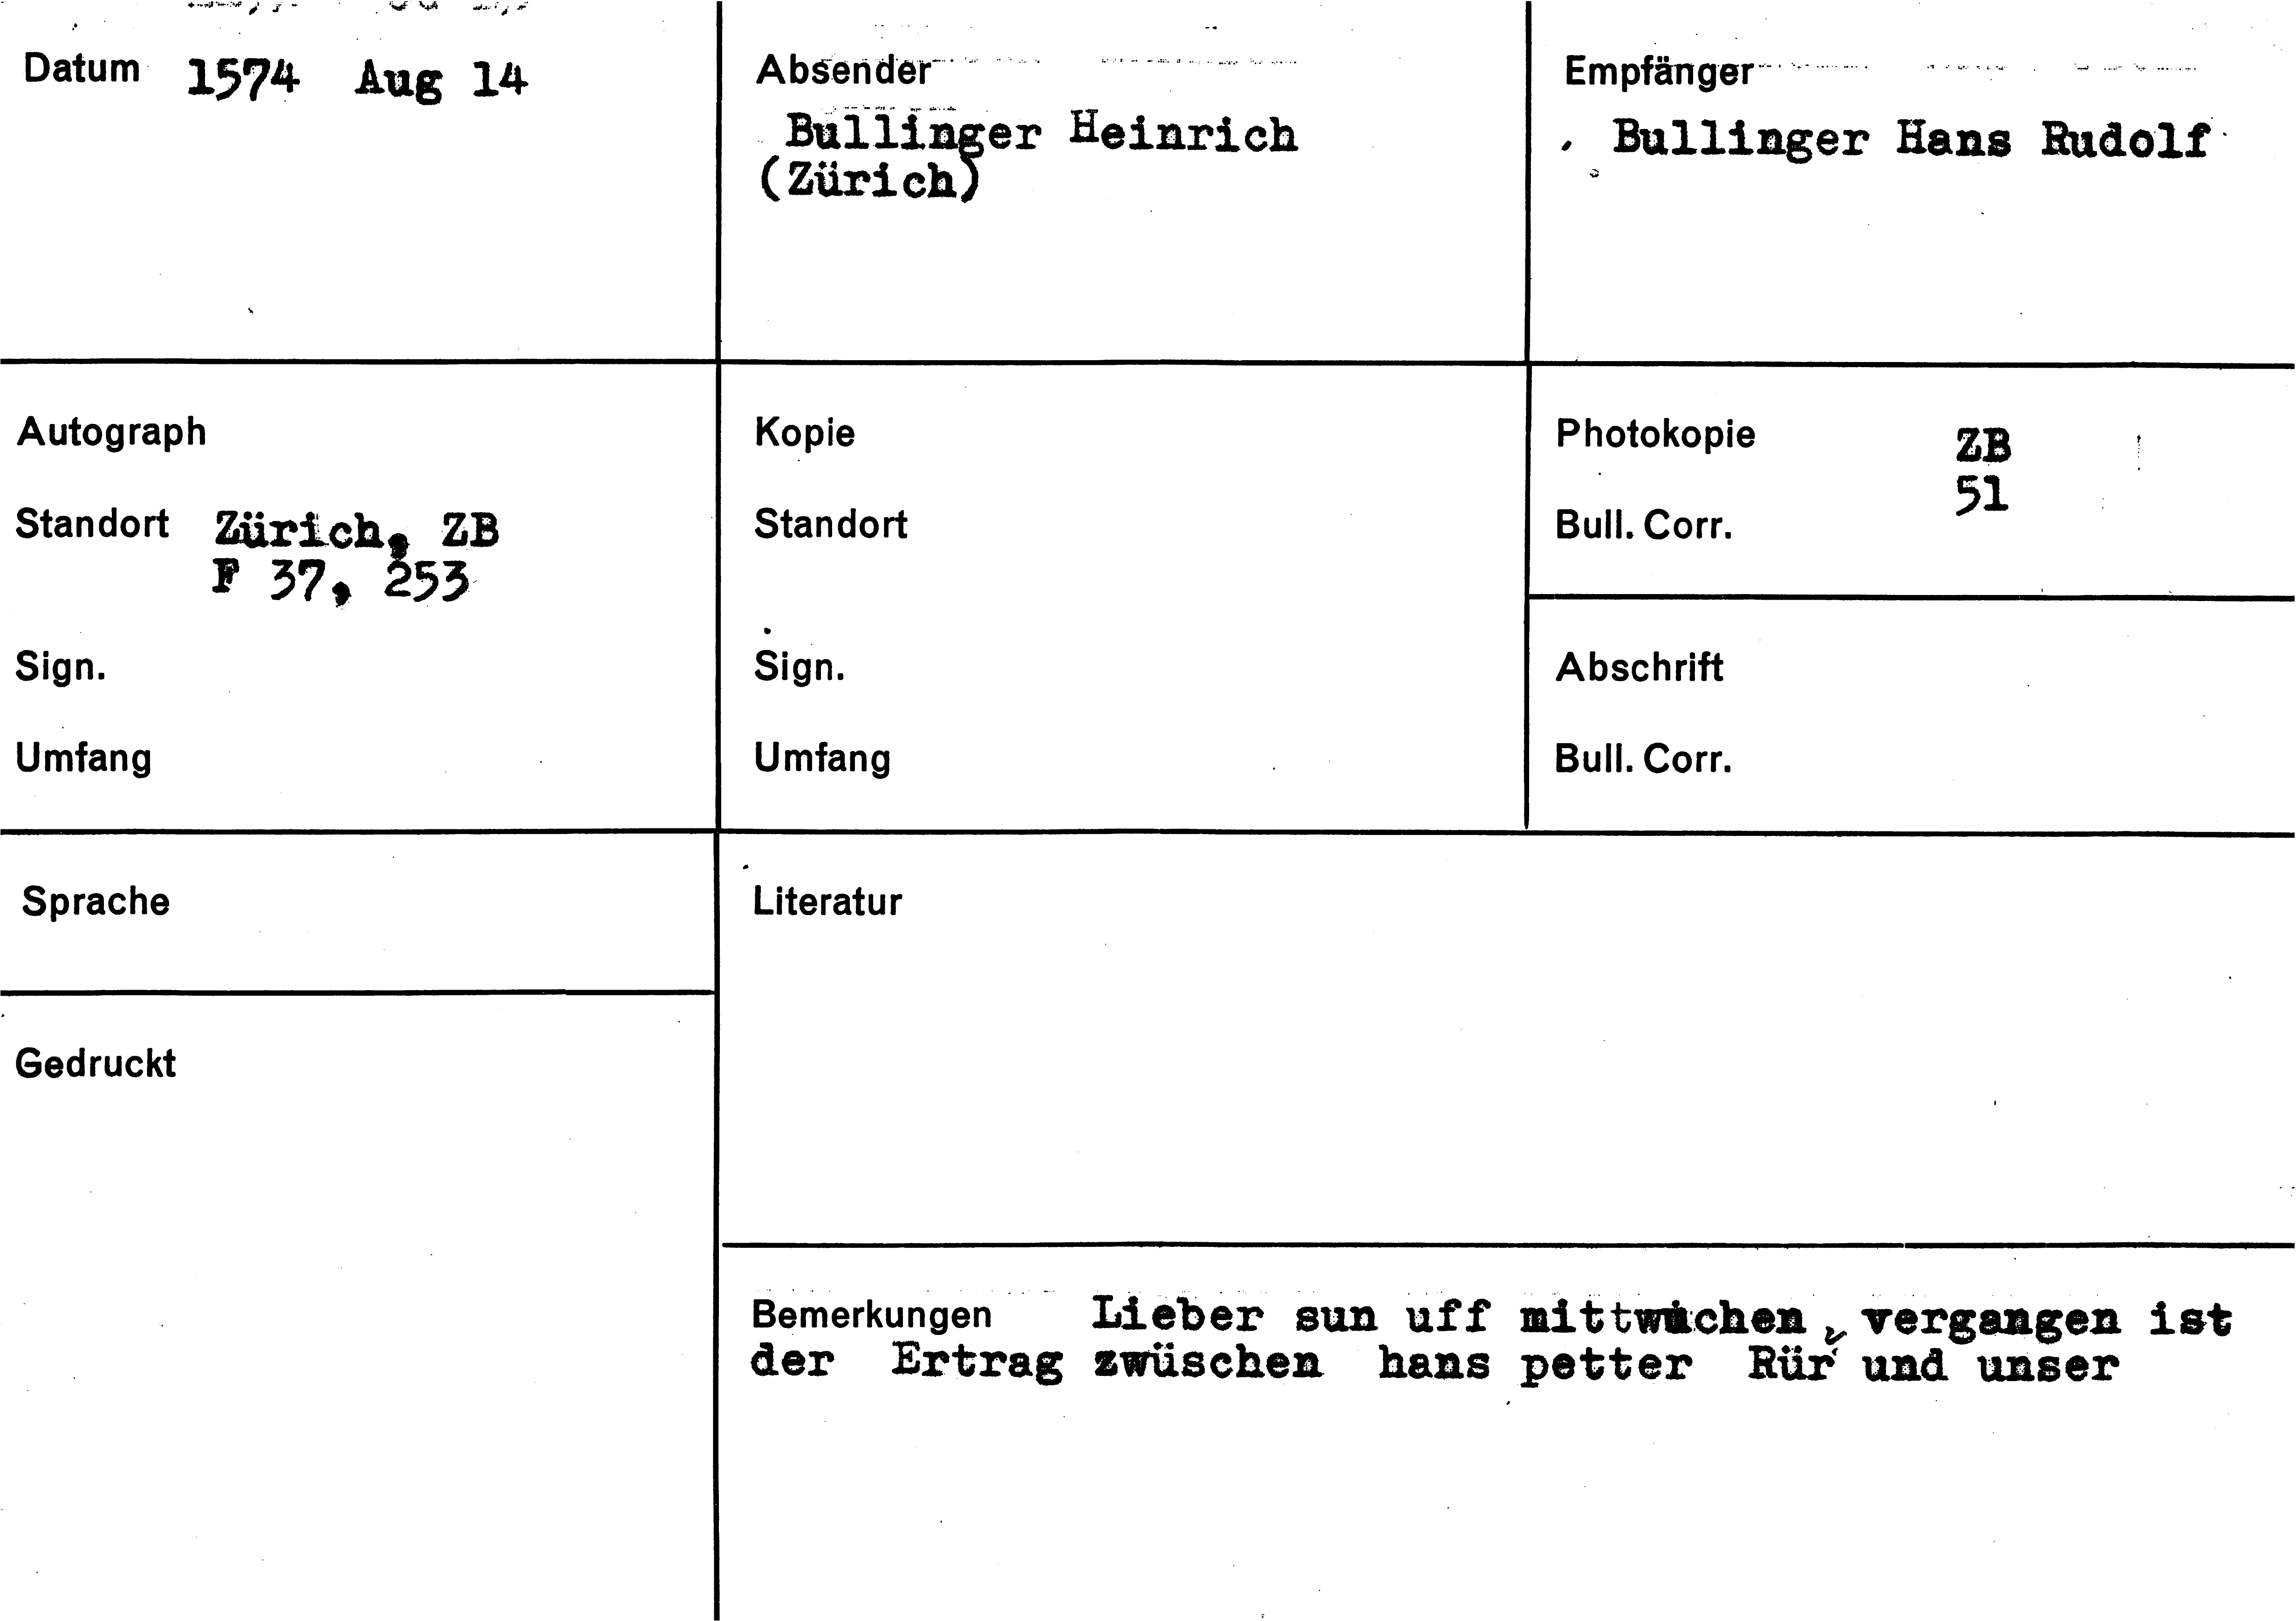 Datum 1574 Aug 14
Absender
Bullinger Heinrich
(Zürich)
Empfänger
Bullinger Hans Rudolf
Autograph
Standort Zürich, ZB
F 37, 253
Sign.
Umfang
Kopie
Standort
Sign.
Umfang
Photokopie ZB
51
Bull. Corr.
Abschrift
Bull. Corr.
Sprache
Gedruckt
Literatur
Bemerkungen Lieber sun uff vergangen ist
der Ertrag zwüschen hans petter Rür und unser